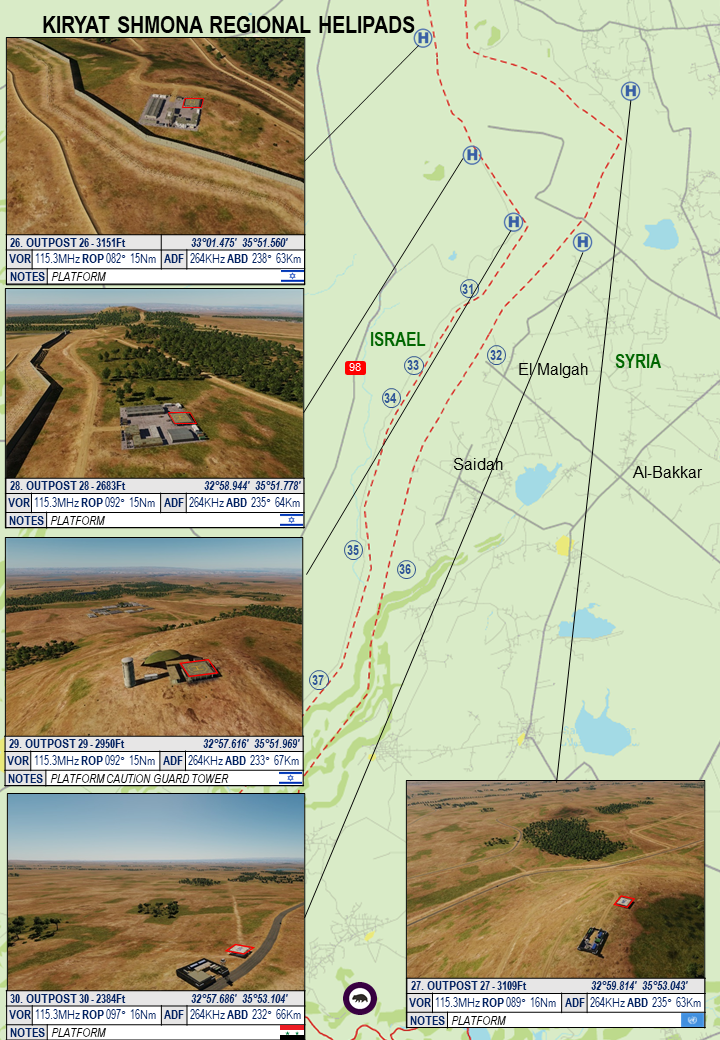 KIRYAT SHMONA REGIONAL HELIPADS
26. OUTPOST 26 - 3151Ft 33°01.475' 35°51.560'
VOR 115.3MHz ROP 082° 15Nm ADF 264KHz ABD 238° 63Km
NOTES PLATFORM
28. OUTPOST 28 - 2683Ft 32°58.944' 35°51.778'
VOR 115.3MHz ROP 092° 15Nm ADF 264KHz ABD 235° 64Km
NOTES PLATFORM
29. OUTPOST 29 - 2950Ft 32°57.616' 35°51.969'
VOR 115.3MHz ROP 092° 15Nm ADF 264KHz ABD 233° 67Km
NOTES PLATFORM CAUTION GUARD TOWER
30. OUTPOST 30 - 2384Ft 32°57.686' 35°53.104'
VOR 115.3MHz ROP 097° 16Nm ADF 264KHz ABD 232° 66Km
NOTES PLATFORM
27. OUTPOST 27 - 3109Ft 32°59.814' 35°53.043'
VOR 115.3MHz ROP 089° 16Nm ADF 264KHz ABD 235° 63Km
NOTES PLATFORM
H
H
H
H
H
31
ISRAEL
32
SYRIA
98
33
El Malgah
34
Saidah
Al-Bakkar
35
36
37